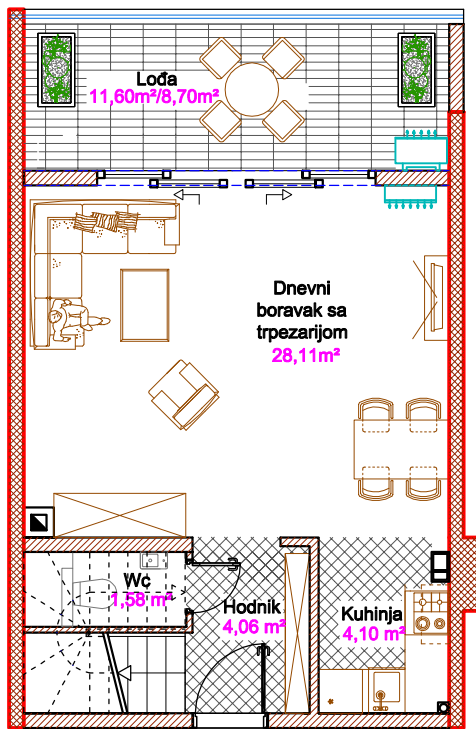 Lođa
11,60m²/8,70m²
Dnevni
boravak sa
trpezarijom
28,11m²
Wc
1,58 m²
Hodnik
4,06 m²
Kuhinja
4,10 m²